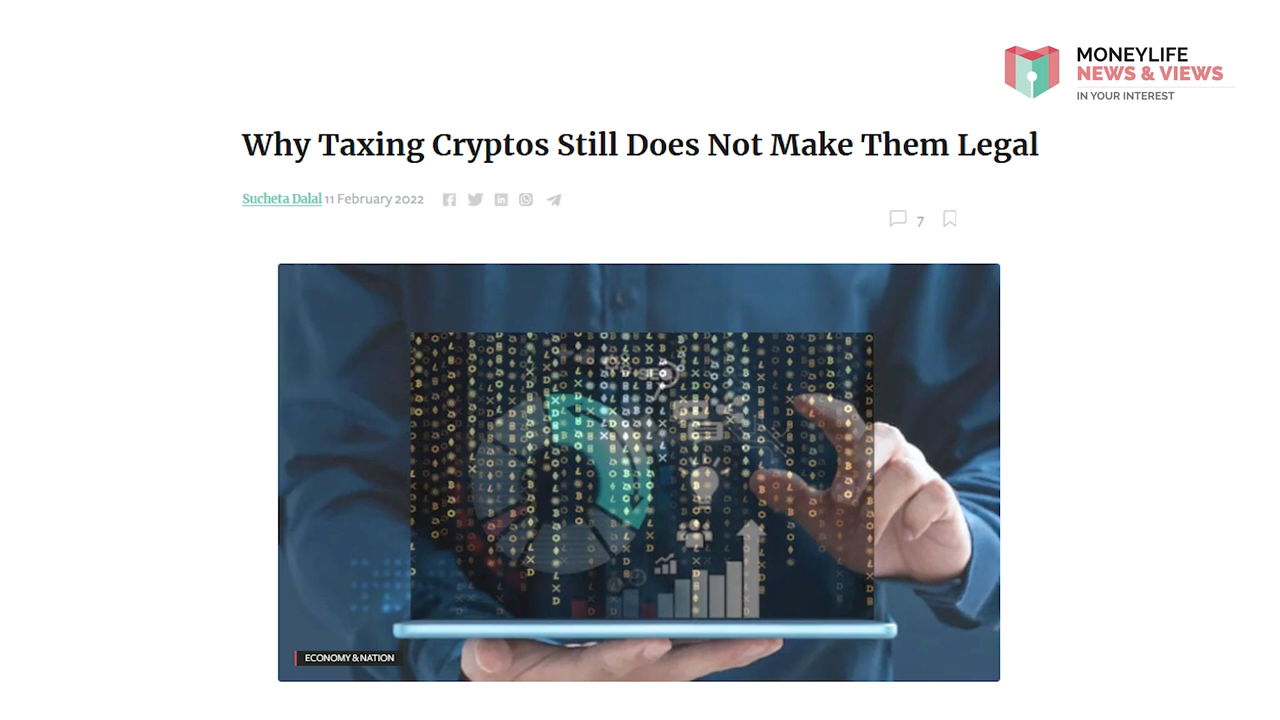 MONEYLIFE
NEWS & VIEWS
IN YOUR INTEREST
Why Taxing Cryptos Still Does Not Make Them Legal
Sucheta Dalal 11 February 2022
7
SEO
ECONOMY & NATION